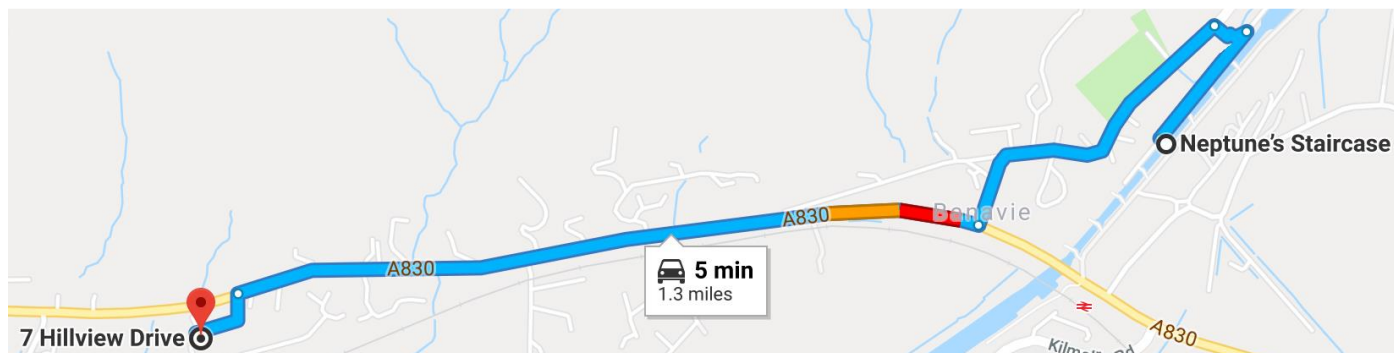 Neptune's Staircase
Banavie
A830
A830
5 min
1.3 miles
7 Hillview Drive
A830